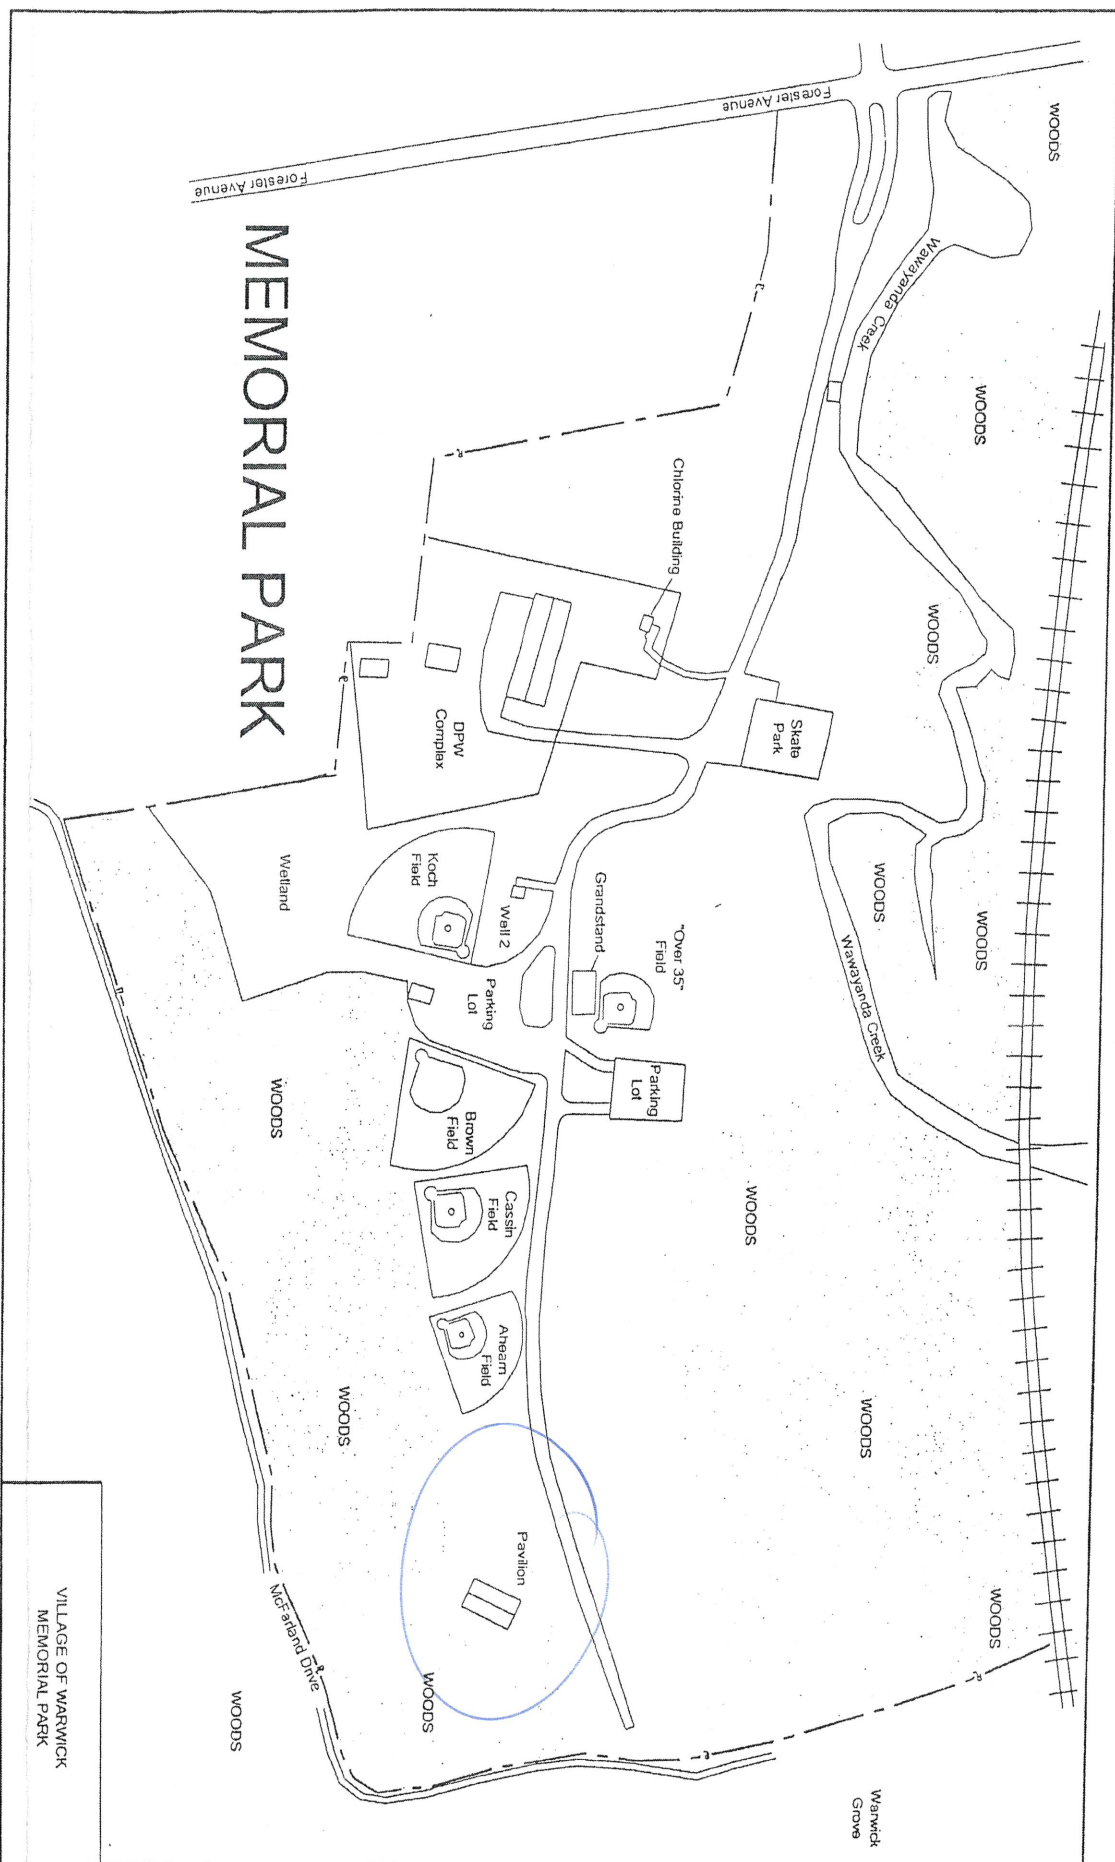 Forester Avenue
Forester Avenue
WOODS
Wawayanda Creek
WOODS
WOODS
Chlorine Building
MEMORIAL PARK
Skate
Park
DPW
Complex
WOODS
WOODS
Wawayanda Creek
"Over 35"
Field
Grandstand
Well 2
Koch
Field
Wetland
Parking
Lot
Parking
Lot
WOODS
Brown
Field
Cassin
Field
WOODS
Ahearn
Field
WOODS
WOODS
Pavilion
WOODS
WOODS
McFarland Drive
WOODS
Warwick
Grove
VILLAGE OF WARWICK
MEMORIAL PARK